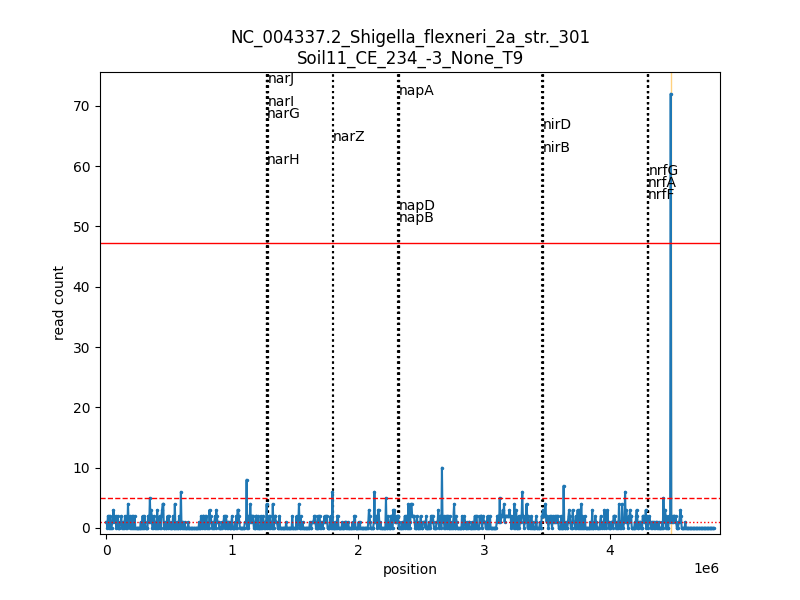 NC_004337.2_Shigella_flexneri_2a_str._301
Soil11_CE_234_-3_None_T9
narJ
narI
narG
narH
narZ
napA
napD
napB
nirD
nirB
nrfG
nrfA
nrfF
read count
70
60
50
40
30
20
10
0
0 1 2 3 4
1e6
position